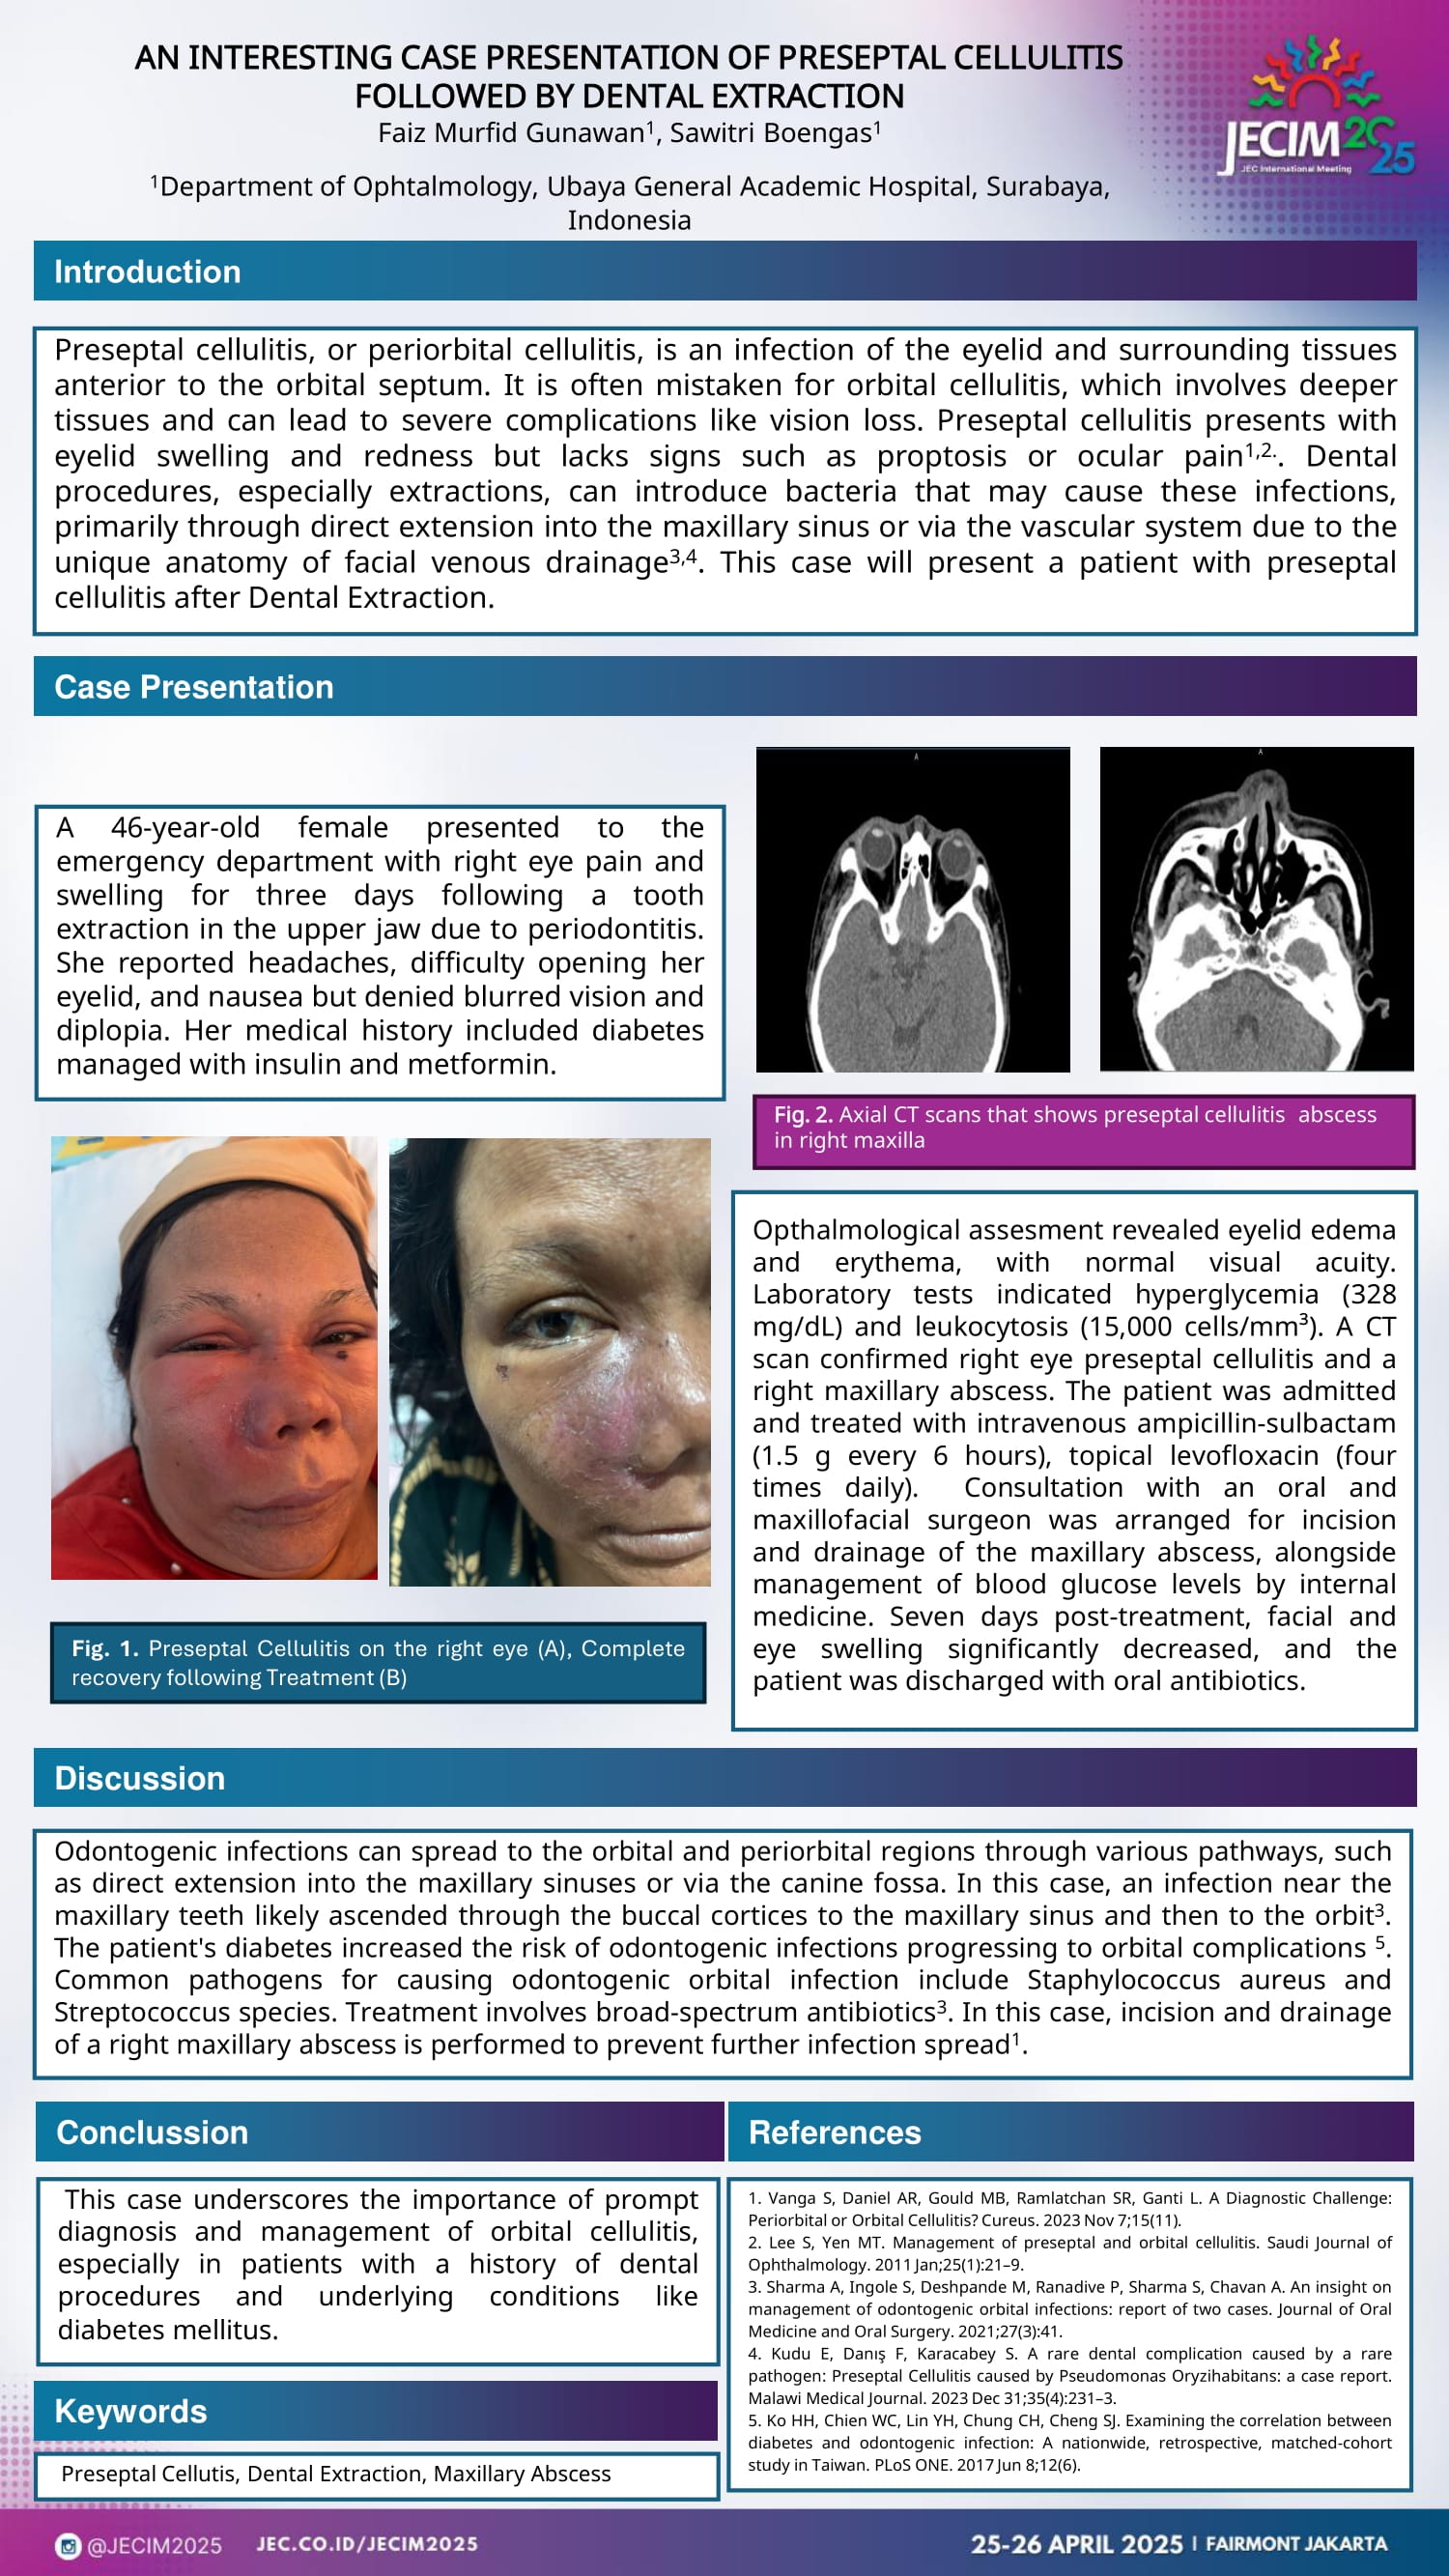 AN INTERESTING CASE PRESENTATION OF PRESEPTAL CELLULITIS
FOLLOWED BY DENTAL EXTRACTION
Faiz Murfid Gunawan¹, Sawitri Boengas¹
¹Department of Ophtalmology, Ubaya General Academic Hospital, Surabaya,
Indonesia
JECIM 2025
JEC International Meeting
Introduction
Preseptal cellulitis, or periorbital cellulitis, is an infection of the eyelid and surrounding tissues
anterior to the orbital septum. It is often mistaken for orbital cellulitis, which involves deeper
tissues and can lead to severe complications like vision loss. Preseptal cellulitis presents with
eyelid swelling and redness but lacks signs such as proptosis or ocular pain¹,²·. Dental
procedures, especially extractions, can introduce bacteria that may cause these infections,
primarily through direct extension into the maxillary sinus or via the vascular system due to the
unique anatomy of facial venous drainage³,⁴. This case will present a patient with preseptal
cellulitis after Dental Extraction.
Case Presentation
A 46-year-old female presented to the
emergency department with right eye pain and
swelling for three days following a tooth
extraction in the upper jaw due to periodontitis.
She reported headaches, difficulty opening her
eyelid, and nausea but denied blurred vision and
diplopia. Her medical history included diabetes
managed with insulin and metformin.
A
A
Fig. 2. Axial CT scans that shows preseptal cellulitis abscess
in right maxilla
Fig. 1. Preseptal Cellulitis on the right eye (A), Complete
recovery following Treatment (B)
Opthalmological assesment revealed eyelid edema
and erythema, with normal visual acuity.
Laboratory tests indicated hyperglycemia (328
mg/dL) and leukocytosis (15,000 cells/mm³). A CT
scan confirmed right eye preseptal cellulitis and a
right maxillary abscess. The patient was admitted
and treated with intravenous ampicillin-sulbactam
(1.5 g every 6 hours), topical levofloxacin (four
times daily). Consultation with an oral and
maxillofacial surgeon was arranged for incision
and drainage of the maxillary abscess, alongside
management of blood glucose levels by internal
medicine. Seven days post-treatment, facial and
eye swelling significantly decreased, and the
patient was discharged with oral antibiotics.
Discussion
Odontogenic infections can spread to the orbital and periorbital regions through various pathways, such
as direct extension into the maxillary sinuses or via the canine fossa. In this case, an infection near the
maxillary teeth likely ascended through the buccal cortices to the maxillary sinus and then to the orbit³.
The patient's diabetes increased the risk of odontogenic infections progressing to orbital complications ⁵.
Common pathogens for causing odontogenic orbital infection include Staphylococcus aureus and
Streptococcus species. Treatment involves broad-spectrum antibiotics³. In this case, incision and drainage
of a right maxillary abscess is performed to prevent further infection spread¹.
Conclussion
This case underscores the importance of prompt
diagnosis and management of orbital cellulitis,
especially in patients with a history of dental
procedures and underlying conditions like
diabetes mellitus.
Keywords
Preseptal Cellutis, Dental Extraction, Maxillary Abscess
References
1. Vanga S, Daniel AR, Gould MB, Ramlatchan SR, Ganti L. A Diagnostic Challenge:
Periorbital or Orbital Cellulitis? Cureus. 2023 Nov 7;15(11).
2. Lee S, Yen MT. Management of preseptal and orbital cellulitis. Saudi Journal of
Ophthalmology. 2011 Jan;25(1):21–9.
3. Sharma A, Ingole S, Deshpande M, Ranadive P, Sharma S, Chavan A. An insight on
management of odontogenic orbital infections: report of two cases. Journal of Oral
Medicine and Oral Surgery. 2021;27(3):41.
4. Kudu E, Danış F, Karacabey S. A rare dental complication caused by a rare
pathogen: Preseptal Cellulitis caused by Pseudomonas Oryzihabitans: a case report.
Malawi Medical Journal. 2023 Dec 31;35(4):231–3.
5. Ko HH, Chien WC, Lin YH, Chung CH, Cheng SJ. Examining the correlation between
diabetes and odontogenic infection: A nationwide, retrospective, matched-cohort
study in Taiwan. PLoS ONE. 2017 Jun 8;12(6).
@JECIM2025 JEC.CO.ID/JECIM2025
25-26 APRIL 2025 | FAIRMONT JAKARTA